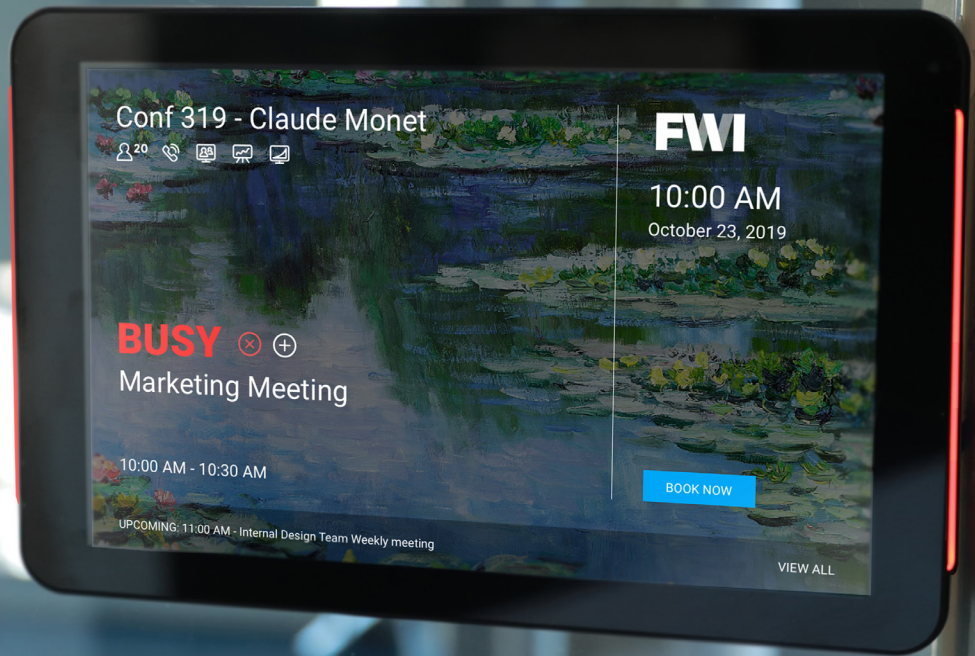 Conf 319 - Claude Monet
20
FWI
10:00 AM
October 23, 2019
BUSY
Marketing Meeting
10:00 AM - 10:30 AM
BOOK NOW
UPCOMING: 11:00 AM - Internal Design Team Weekly meeting
VIEW ALL